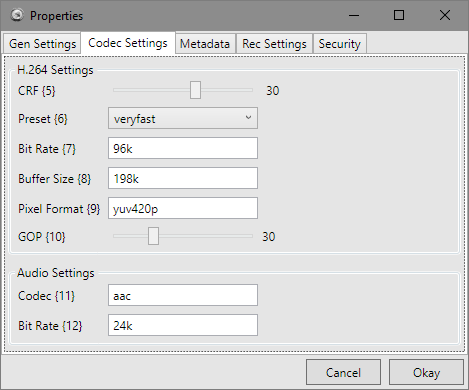 Properties
Gen Settings Codec Settings Metadata Rec Settings Security
H.264 Settings
CRF {5} 30
Preset {6} veryfast
Bit Rate {7} 96k
Buffer Size {8} 198k
Pixel Format {9} yuv420p
GOP {10} 30
Audio Settings
Codec {11} aac
Bit Rate {12} 24k
Cancel Okay